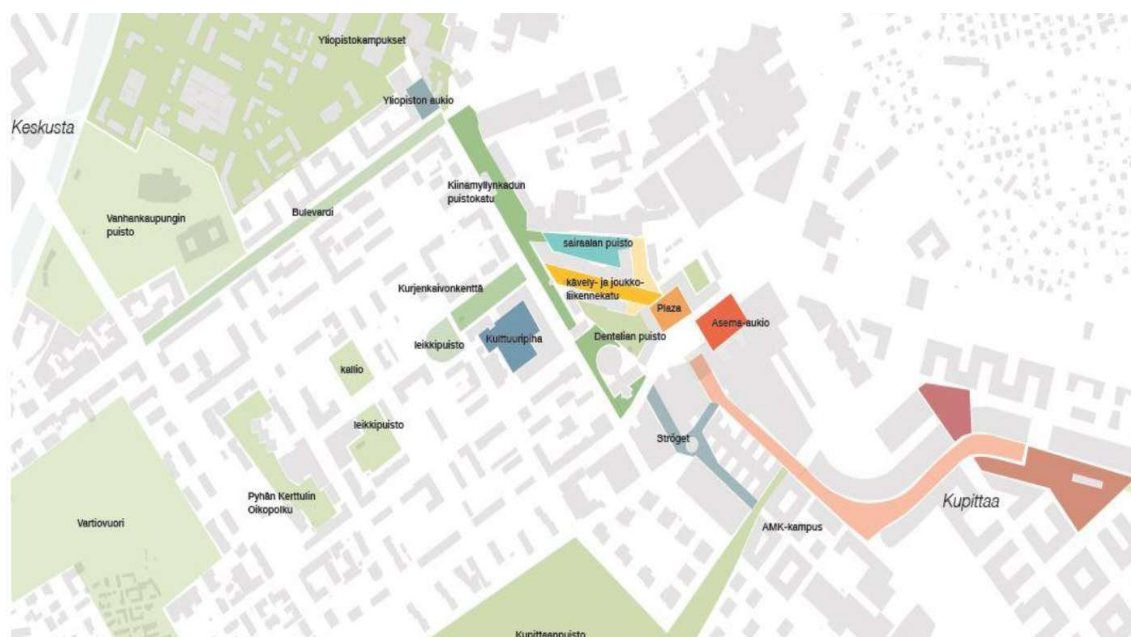 Yliopistokampukset
Yliopiston aukio
Keskusta
Kiinamyllynkadun
puistokatu
Bulevardi
Vanhankaupungin
puisto
sairaalan puisto
kävely- ja joukko-
liikennekatu
Kurjenkaivonkenttä
Plaza
Asema-aukio
Dentalian puisto
leikkipuisto
Kulttuuripiha
kallio
leikkipuisto
Ströget
Pyhän Kerttulin
Oikopolku
Kupittaa
Vartiovuori
AMK-kampus
Kupittaanpuisto